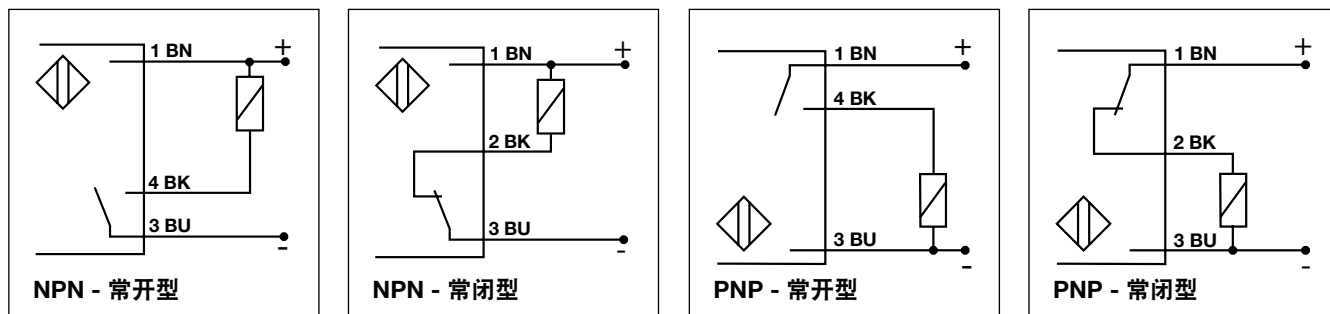 1 BN
+
4 BK
3 BU
-
NPN - 常开型
1 BN
+
2 BK
3 BU
-
NPN - 常闭型
1 BN
+
4 BK
3 BU
-
PNP - 常开型
1 BN
+
2 BK
3 BU
-
PNP - 常闭型